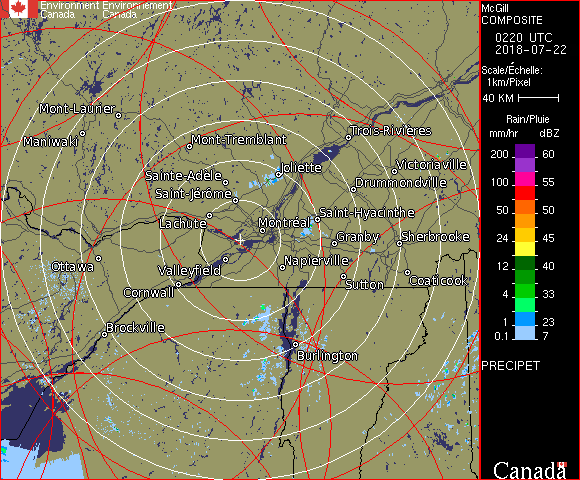 Environment Environnement
Canada Canada
McGill
COMPOSITE
0220 UTC
2018-07-22
Scale/Échelle:
1km/Pixel
40 KM
Rain/Pluie
mm/hr dBZ
200 60
100 55
50 50
24 45
12 40
4 33
1 23
0.1 7
PRECIPET
Canada
Mont-Laurier
Maniwaki
Mont-Tremblant
Trois-Rivières
Joliette
Victoriaville
Sainte-Adèle
Drummondville
Saint-Jérôme
Saint-Hyacinthe
Lachute
Montréal
Granby
Sherbrooke
Ottawa
Valleyfield
Napierville
Cornwall
Sutton
Coaticook
Brockville
Burlington